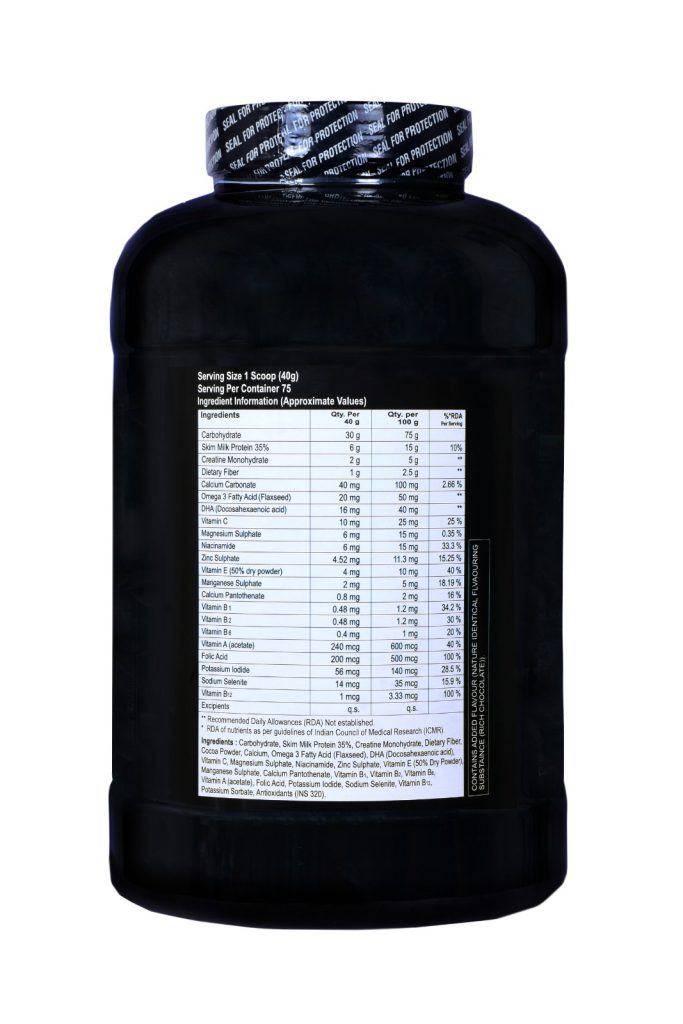 SEAL FOR PROTECTION
SEAL FOR PROTECTION
SEAL FOR PROTECTION
Serving Size 1 Scoop (40g)
Serving Per Container 75
Ingredient Information (Approximate Values)
Ingredients Qty. Per 40 g Qty. per 100 g %*RDA Per Serving
Carbohydrate 30 g 75 g
Skim Milk Protein 35% 6 g 15 g 10%
Creatine Monohydrate 2 g 5 g **
Dietary Fiber 1 g 2.5 g **
Calcium Carbonate 40 mg 100 mg 2.66 %
Omega 3 Fatty Acid (Flaxseed) 20 mg 50 mg **
DHA (Docosahexaenoic acid) 16 mg 40 mg **
Vitamin C 10 mg 25 mg 25 %
Magnesium Sulphate 6 mg 15 mg 0.35 %
Niacinamide 6 mg 15 mg 33.3 %
Zinc Sulphate 4.52 mg 11.3 mg 15.25 %
Vitamin E (50% dry powder) 4 mg 10 mg 40 %
Manganese Sulphate 2 mg 5 mg 18.19 %
Calcium Pantothenate 0.8 mg 2 mg 16 %
Vitamin B1 0.48 mg 1.2 mg 34.2 %
Vitamin B2 0.48 mg 1.2 mg 30 %
Vitamin B6 0.4 mg 1 mg 20 %
Vitamin A (acetate) 240 mcg 600 mcg 40 %
Folic Acid 200 mcg 500 mcg 100 %
Potassium Iodide 56 mcg 140 mcg 28.5 %
Sodium Selenite 14 mcg 35 mcg 15.9 %
Vitamin B12 1 mcg 3.33 mcg 100 %
Excipients q.s. q.s.
** Recommended Daily Allowances (RDA) Not established.
* RDA of nutrients as per guidelines of Indian Council of Medical Research (ICMR).
Ingredients : Carbohydrate, Skim Milk Protein 35%, Creatine Monohydrate, Dietary Fiber,
Cocoa Powder, Calcium, Omega 3 Fatty Acid (Flaxseed), DHA (Docosahaenoic acid),
Vitamin C, Magnesium Sulphate, Niacinamide, Zinc Sulphate, Vitamin E (50% Dry Powder),
Manganese Sulphate, Calcium Pantothenate, Vitamin B1, Vitamin B2, Vitamin B6,
Vitamin A (acetate), Folic Acid, Potassium Iodide, Sodium Selenite, Vitamin B12,
Potassium Sorbate, Antioxidants (INS 320).
CONTAINS ADDED FLAVOUR (NATURE IDENTICAL FLVAOURING
SUBSTAINCE (RICH CHOCOLATE))